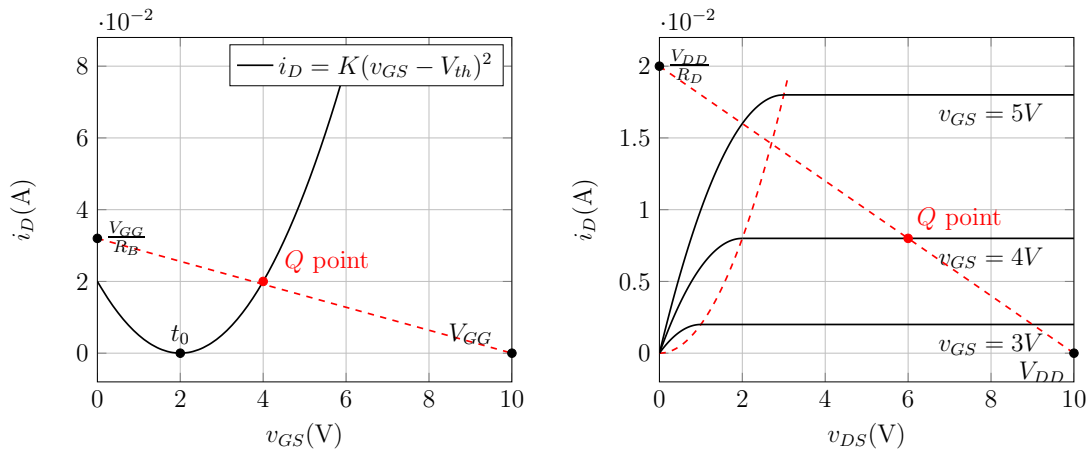 ·10⁻²
8
6
4
2
0
0 2 4 6 8 10
i_D(A)
v_GS(V)
i_D = K(v_GS − V_th)²
V_GG/R_B
Q point
t_0
V_GG
·10⁻²
2
1.5
1
0.5
0
0 2 4 6 8 10
i_D(A)
v_DS(V)
V_DD/R_D
v_GS = 5V
Q point
v_GS = 4V
v_GS = 3V
V_DD